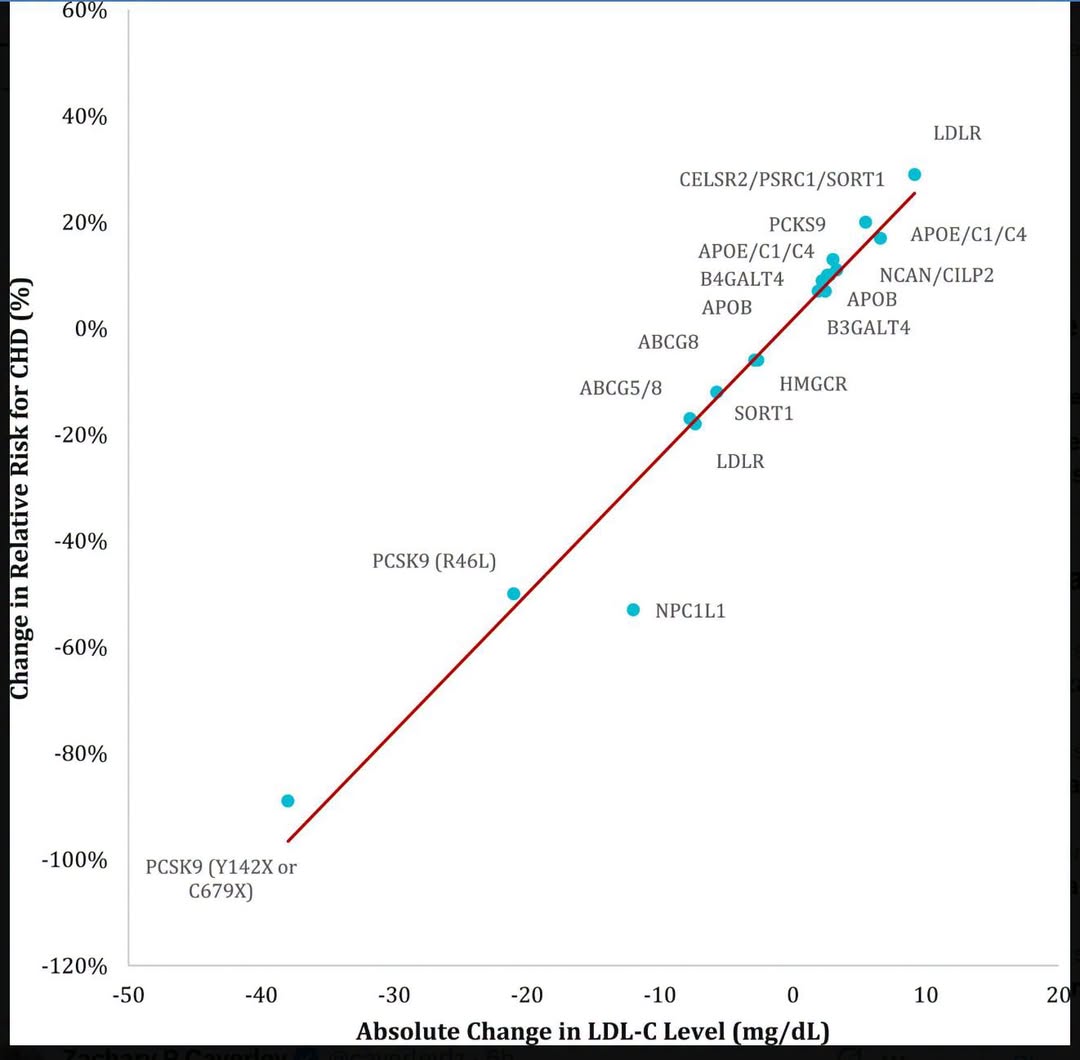 60%
40%
20%
0%
-20%
-40%
-60%
-80%
-100%
-120%
Change in Relative Risk for CHD (%)
LDLR
CELSR2/PSRC1/SORT1
PCKS9
APOE/C1/C4
APOE/C1/C4
B4GALT4
NCAN/CILP2
APOB
APOB
B3GALT4
ABCG8
HMGCR
ABCG5/8
SORT1
LDLR
PCSK9 (R46L)
NPC1L1
PCSK9 (Y142X or
C679X)
-50 -40 -30 -20 -10 0 10 20
Absolute Change in LDL-C Level (mg/dL)